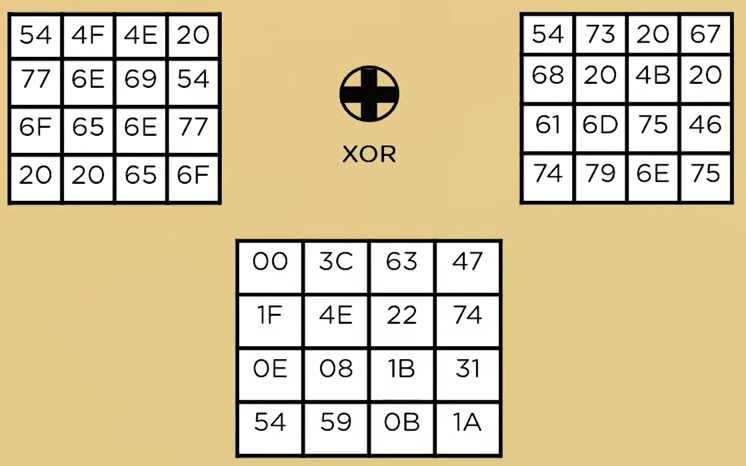 54 4F 4E 20
77 6E 69 54
6F 65 6E 77
20 20 65 6F
XOR
54 73 20 67
68 20 4B 20
61 6D 75 46
74 79 6E 75
00 3C 63 47
1F 4E 22 74
0E 08 1B 31
54 59 0B 1A